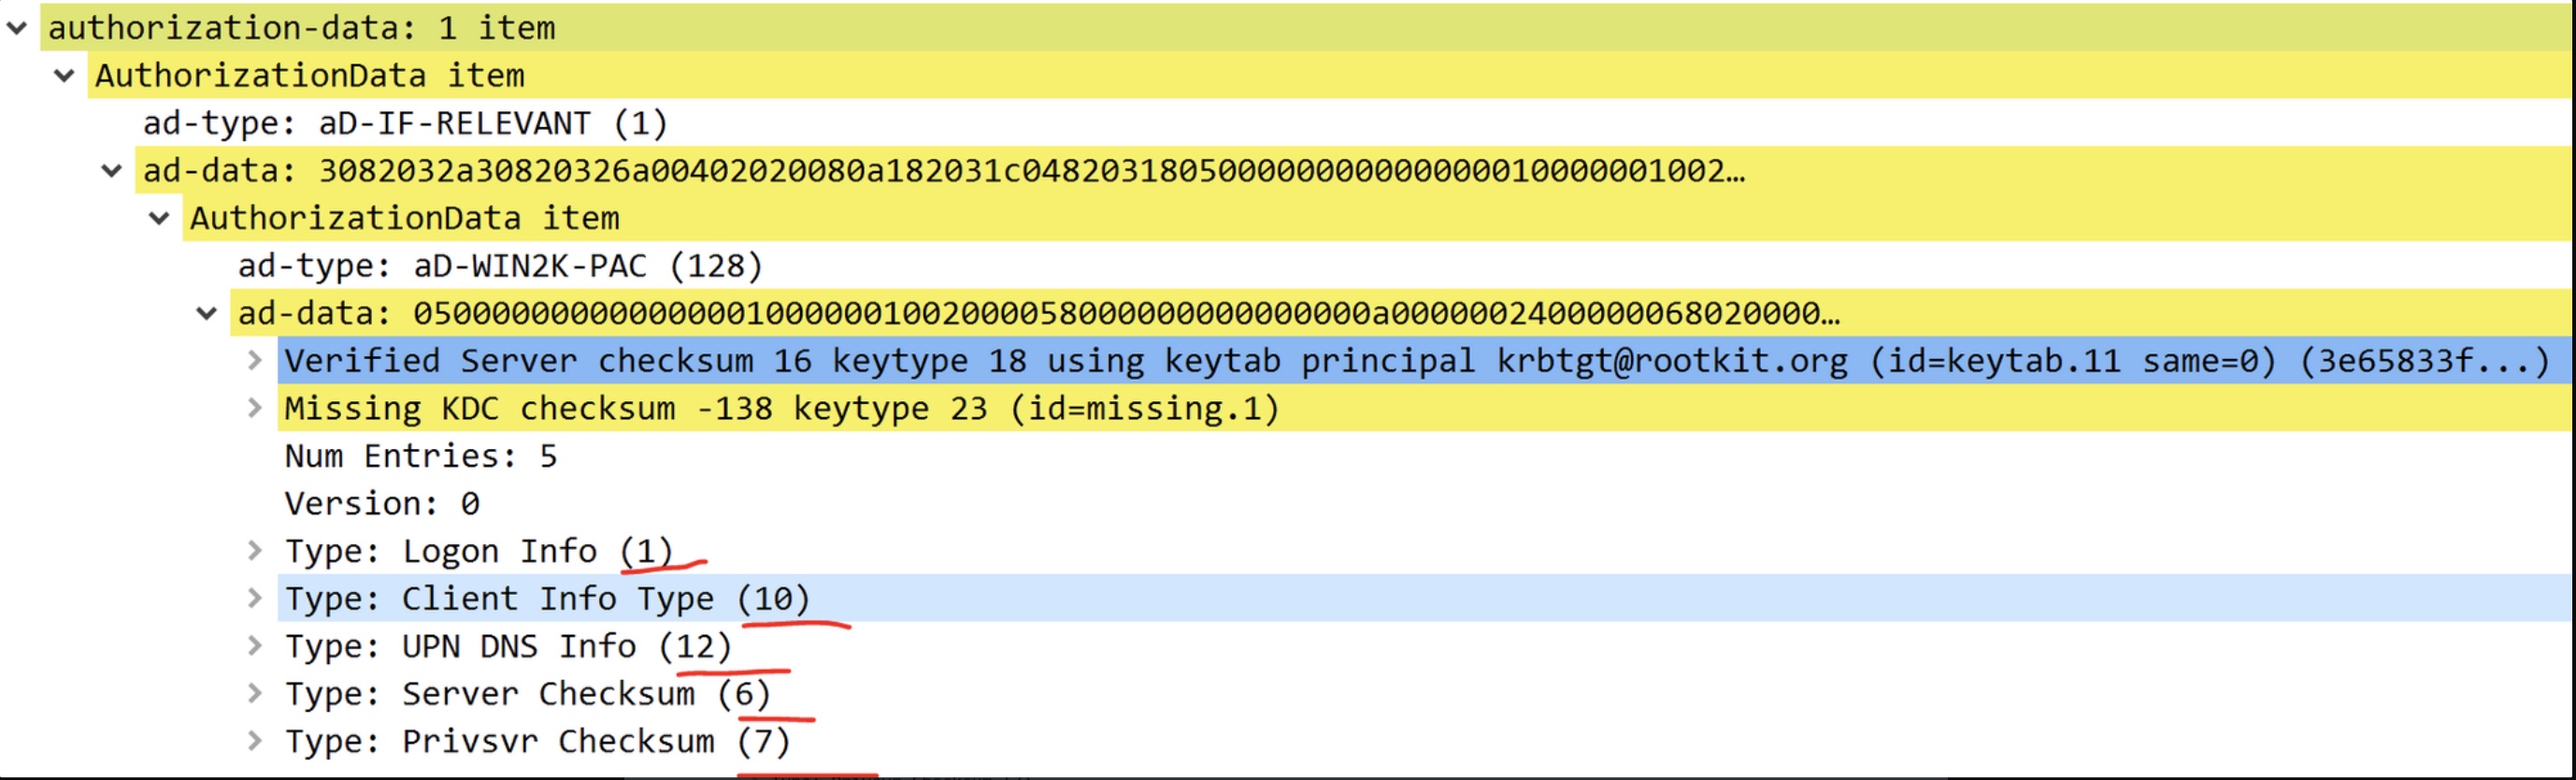 authorization-data: 1 item
AuthorizationData item
ad-type: aD-IF-RELEVANT (1)
ad-data: 3082032a30820326a00402020080a182031c048203180500000000000000010000001002…
AuthorizationData item
ad-type: aD-WIN2K-PAC (128)
ad-data: 0500000000000000010000001002000058000000000000000a0000002400000068020000…
Verified Server checksum 16 keytype 18 using keytab principal krbtgt@rootkit.org (id=keytab.11 same=0) (3e65833f...)
Missing KDC checksum -138 keytype 23 (id=missing.1)
Num Entries: 5
Version: 0
Type: Logon Info (1)
Type: Client Info Type (10)
Type: UPN DNS Info (12)
Type: Server Checksum (6)
Type: Privsvr Checksum (7)